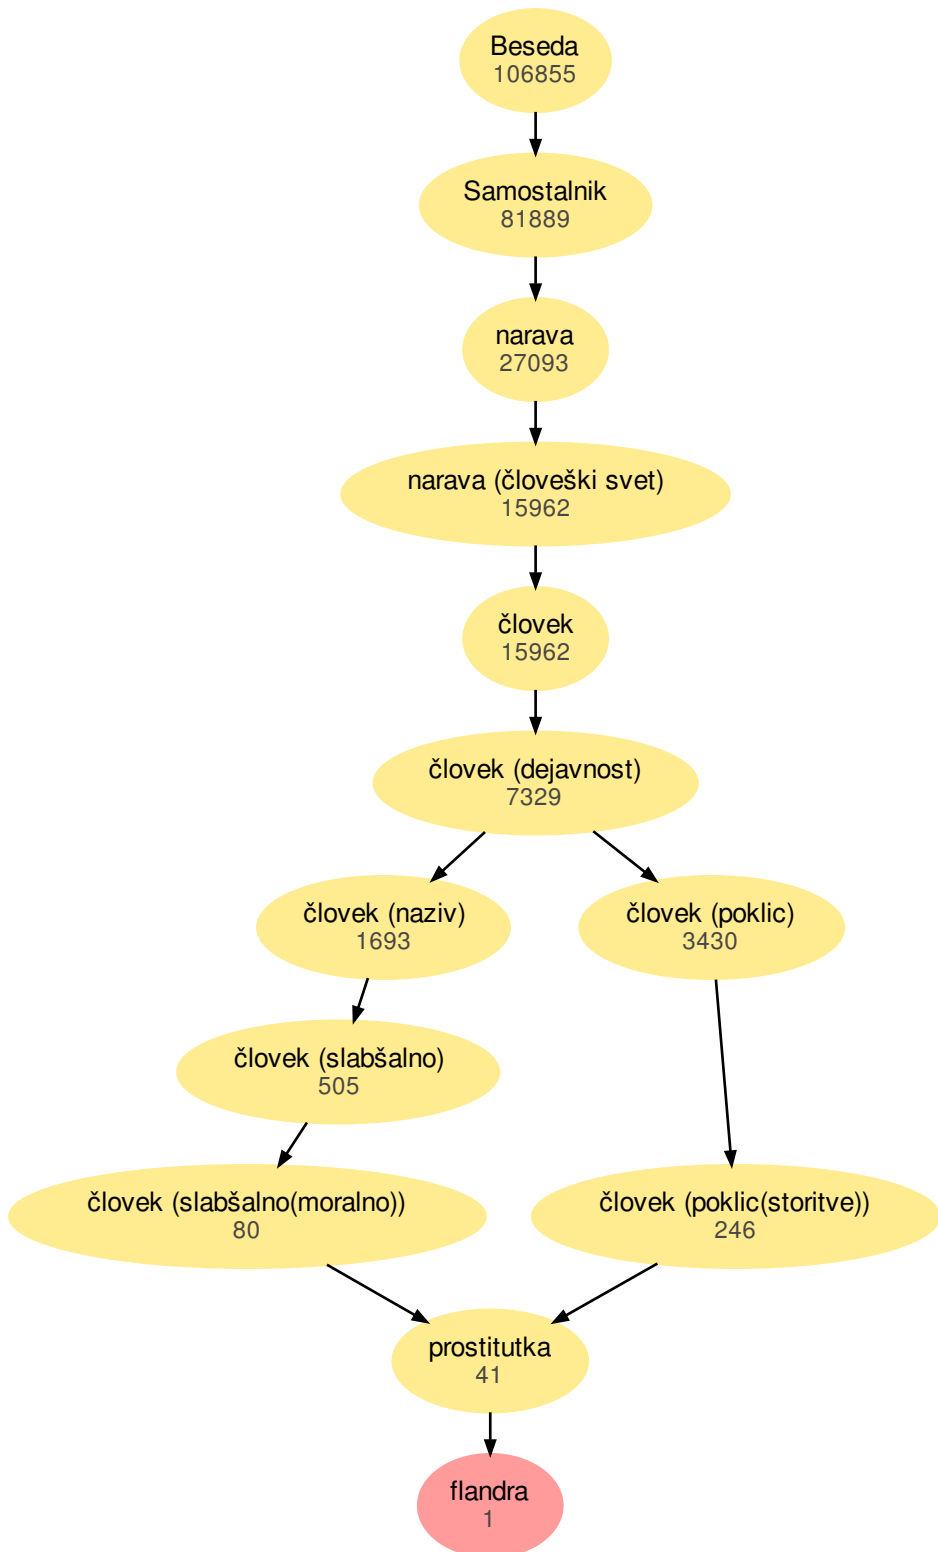 Beseda
106855
Samostalnik
81889
narava
27093
narava (človeški svet)
15962
človek
15962
človek (dejavnost)
7329
človek (naziv)
1693
človek (poklic)
3430
človek (slabšalno)
505
človek (slabšalno(moralno))
80
človek (poklic(storitve))
246
prostitutka
41
flandra
1